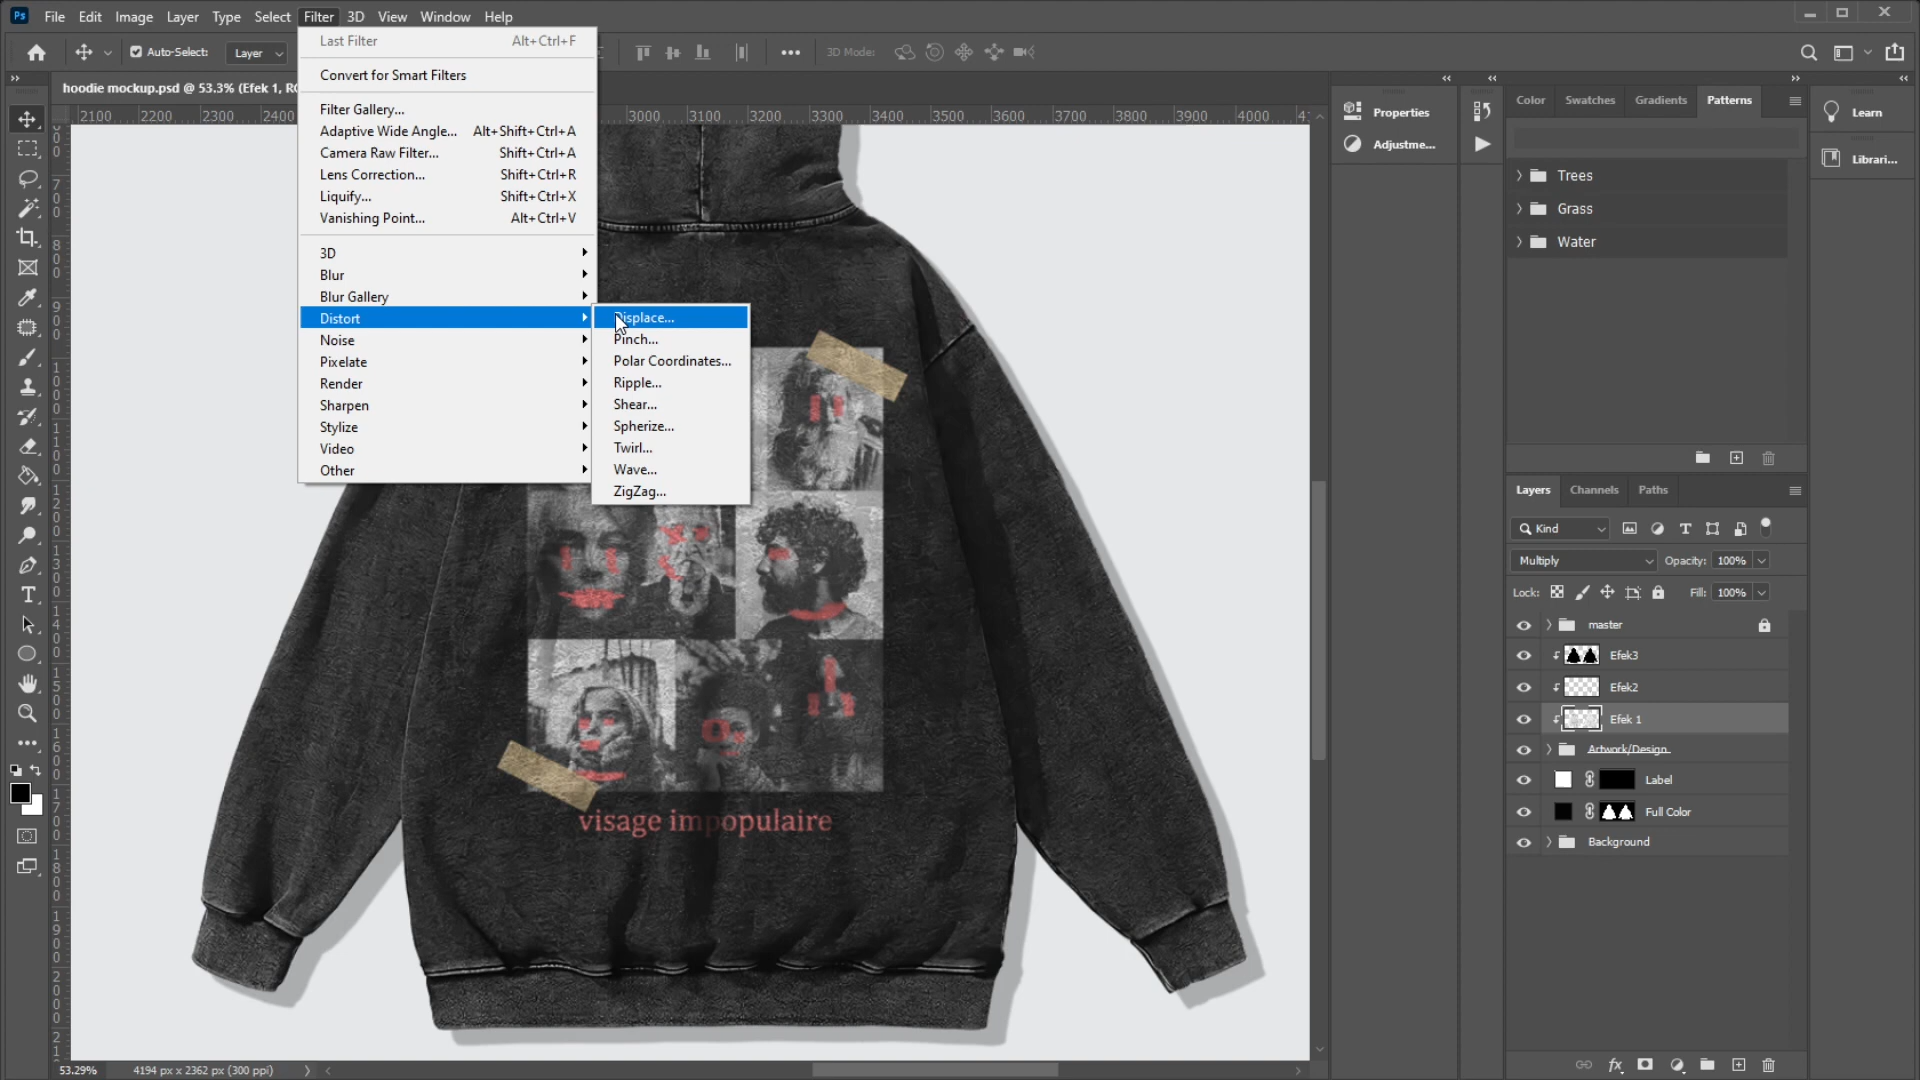 Ps File Edit Image Layer Type Select Filter 3D View Window Help
Auto-Select: Layer 3D Mode:
hoodie mockup.psd @ 53.3% (Efek 1, R
2100 2200 2300 2400 3000 3100 3200 3300 3400 3500 3600 3700 3800 3900 4000
Last Filter Alt+Ctrl+F
Convert for Smart Filters
Filter Gallery...
Adaptive Wide Angle... Alt+Shift+Ctrl+A
Camera Raw Filter... Shift+Ctrl+A
Lens Correction... Shift+Ctrl+R
Liquify... Shift+Ctrl+X
Vanishing Point... Alt+Ctrl+V
3D
Blur
Blur Gallery
Distort
Noise
Pixelate
Render
Sharpen
Stylize
Video
Other
Displace...
Pinch...
Polar Coordinates...
Ripple...
Shear...
Spherize...
Twirl...
Wave...
ZigZag...
visage impopulaire
Properties
Adjustme...
Color Swatches Gradients Patterns
Trees
Grass
Water
Learn
Librari...
Layers Channels Paths
Kind
Multiply Opacity: 100%
Lock: Fill: 100%
master
Efek3
Efek2
Efek 1
Artwork/Design
Label
Full Color
Background
53.29% 4194 px x 2362 px (300 ppi)